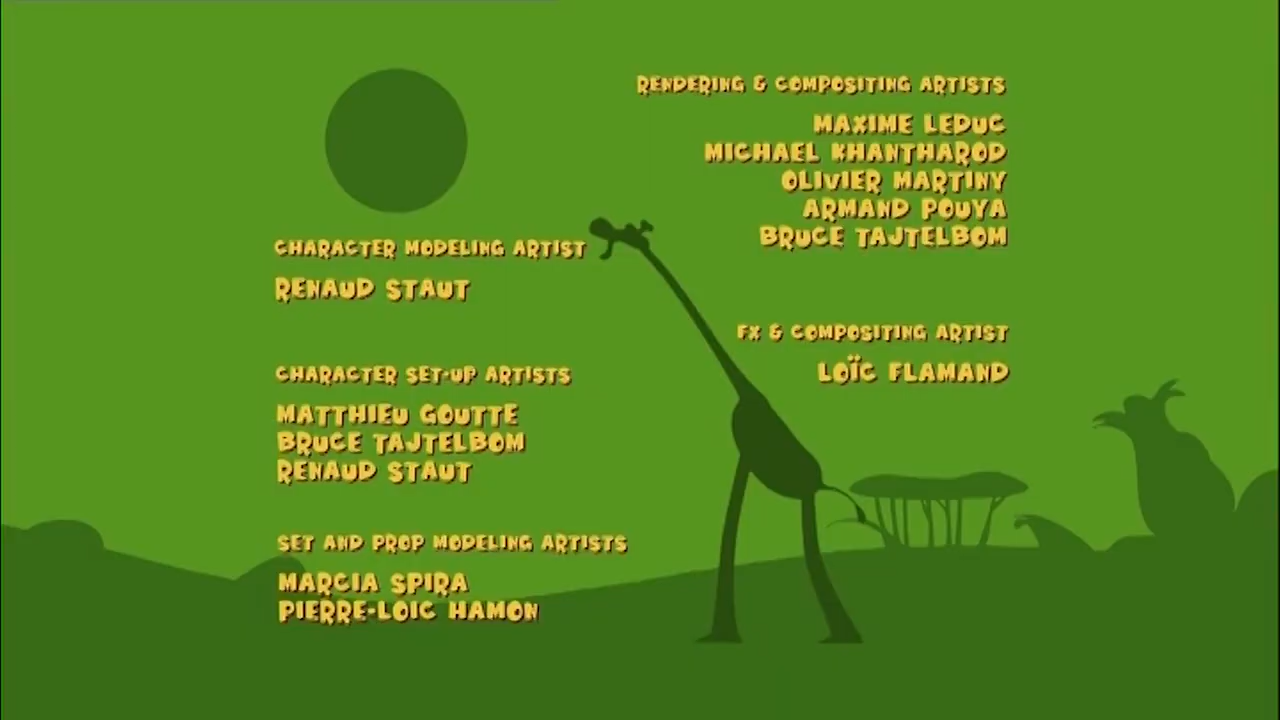 CHARACTER MODELING ARTIST
RENAUD STAUT
CHARACTER SET-UP ARTISTS
MATTHIEU GOUTTE
BRUCE TAJTELBOM
RENAUD STAUT
SET AND PROP MODELING ARTISTS
MARCIA SPIRA
PIERRE-LOIC HAMON
RENDERING & COMPOSITING ARTISTS
MAXIME LEDUC
MICHAEL KHANTHAROD
OLIVIER MARTINY
ARMAND POUYA
BRUCE TAJTELBOM
FX & COMPOSITING ARTIST
LOÏC FLAMAND